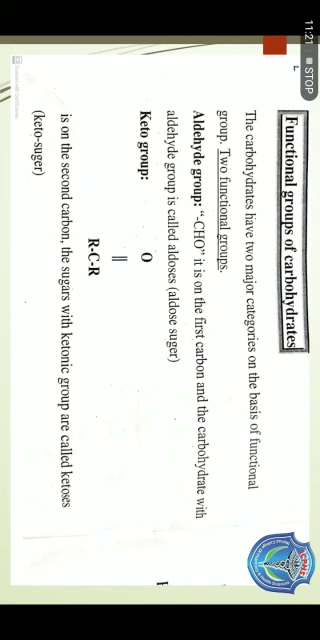 11:21 STOP
Functional groups of carbohydrates
The carbohydrates have two major categories on the basis of functional
group. Two functional groups.
Aldehyde group: “-CHO” it is on the first carbon and the carbohydrate with
aldehyde group is called aldoses (aldose suger)
Keto group: O
||
R-C-R
is on the second carbon, the sugars with ketonic group are called ketoses
(keto-suger)